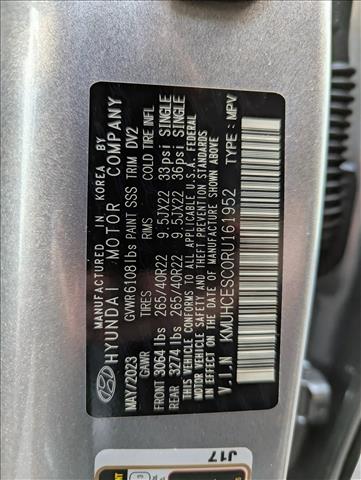 MANUFACTURED IN KOREA BY
HYUNDAI MOTOR COMPANY
MAY/2023 GVWR 6108lbs PAINT SSS TRIM DV2
GAWR TIRES RIMS COLD TIRE INFL.
FRONT 3064 lbs 265/40R22 9.5JX22 33psi SINGLE
REAR 3274 lbs 265/40R22 9.5JX22 36psi SINGLE
THIS VEHICLE CONFORMS TO ALL APPLICABLE U.S.A. FEDERAL
MOTOR VEHICLE SAFETY, BUMPER, AND THEFT PREVENTION STANDARDS
IN EFFECT ON THE DATE OF MANUFACTURE SHOWN ABOVE.
V.I.N KMUHCESC0RU161952 TYPE: MPV
J17